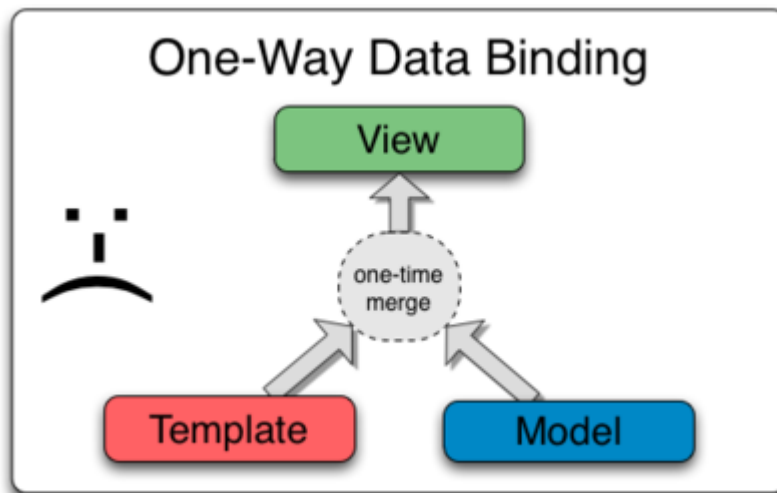 One-Way Data Binding
View
one-time
merge
Template
Model